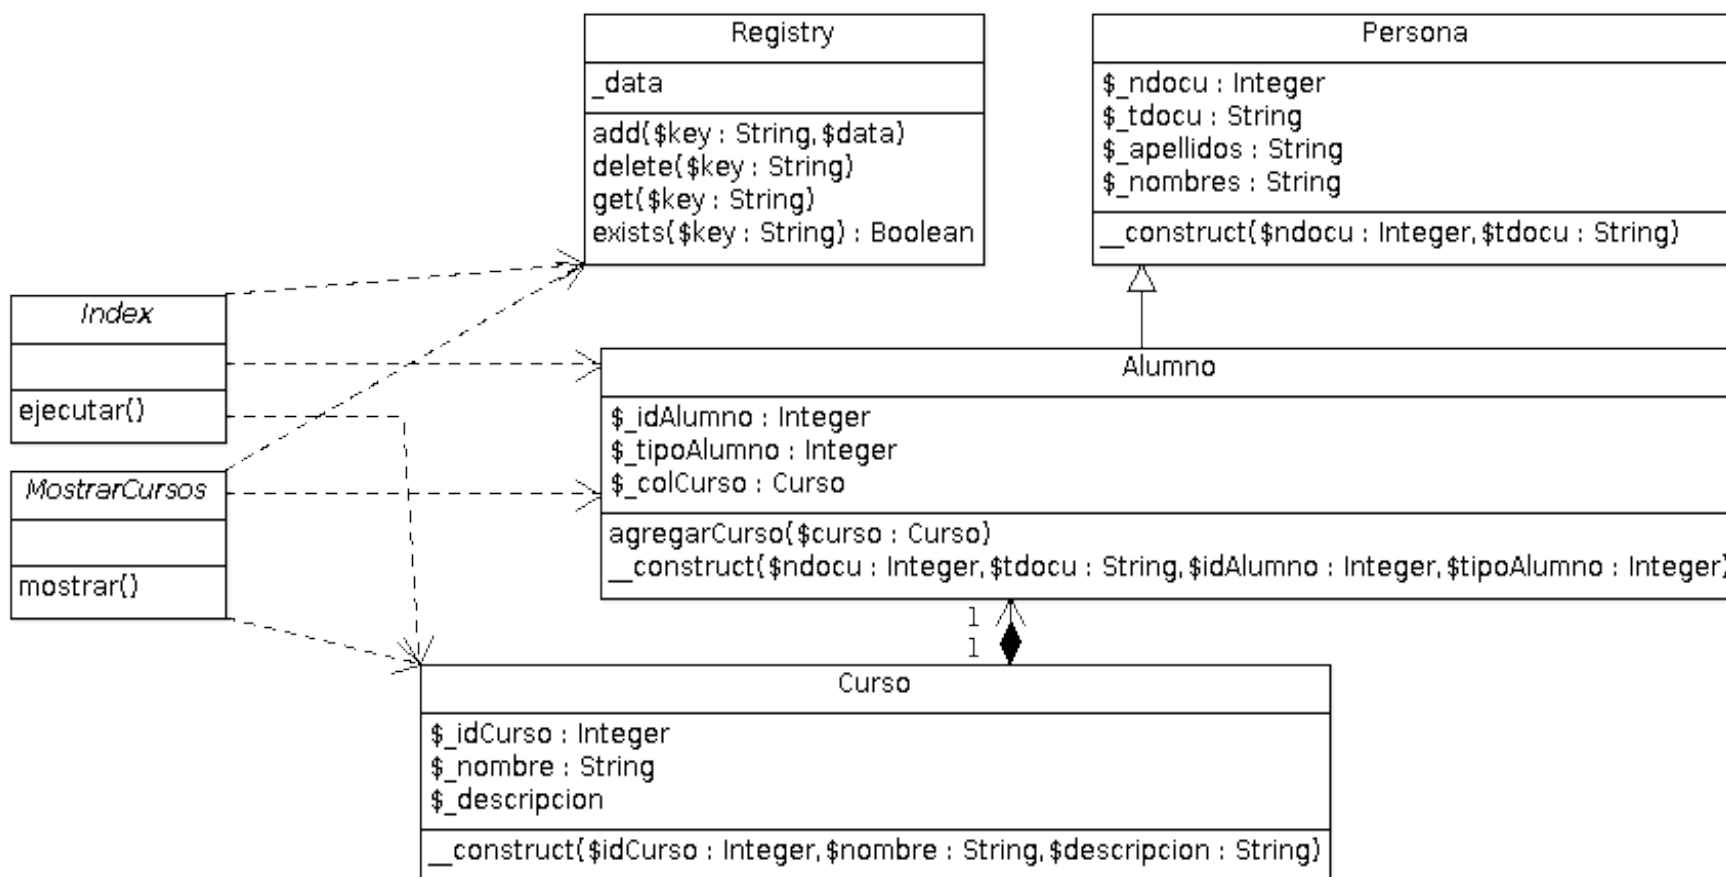 Registry
_data
add($key : String,$data)
delete($key : String)
get($key : String)
exists($key : String) : Boolean
Persona
$_ndocu : Integer
$_tdocu : String
$_apellidos : String
$_nombres : String
__construct($ndocu : Integer,$tdocu : String)
Index
ejecutar()
MostrarCursos
mostrar()
Alumno
$_idAlumno : Integer
$_tipoAlumno : Integer
$_colCurso : Curso
agregarCurso($curso : Curso)
__construct($ndocu : Integer,$tdocu : String,$idAlumno : Integer,$tipoAlumno : Integer)
1
1
Curso
$_idCurso : Integer
$_nombre : String
$_descripcion
__construct($idCurso : Integer,$nombre : String,$descripcion : String)